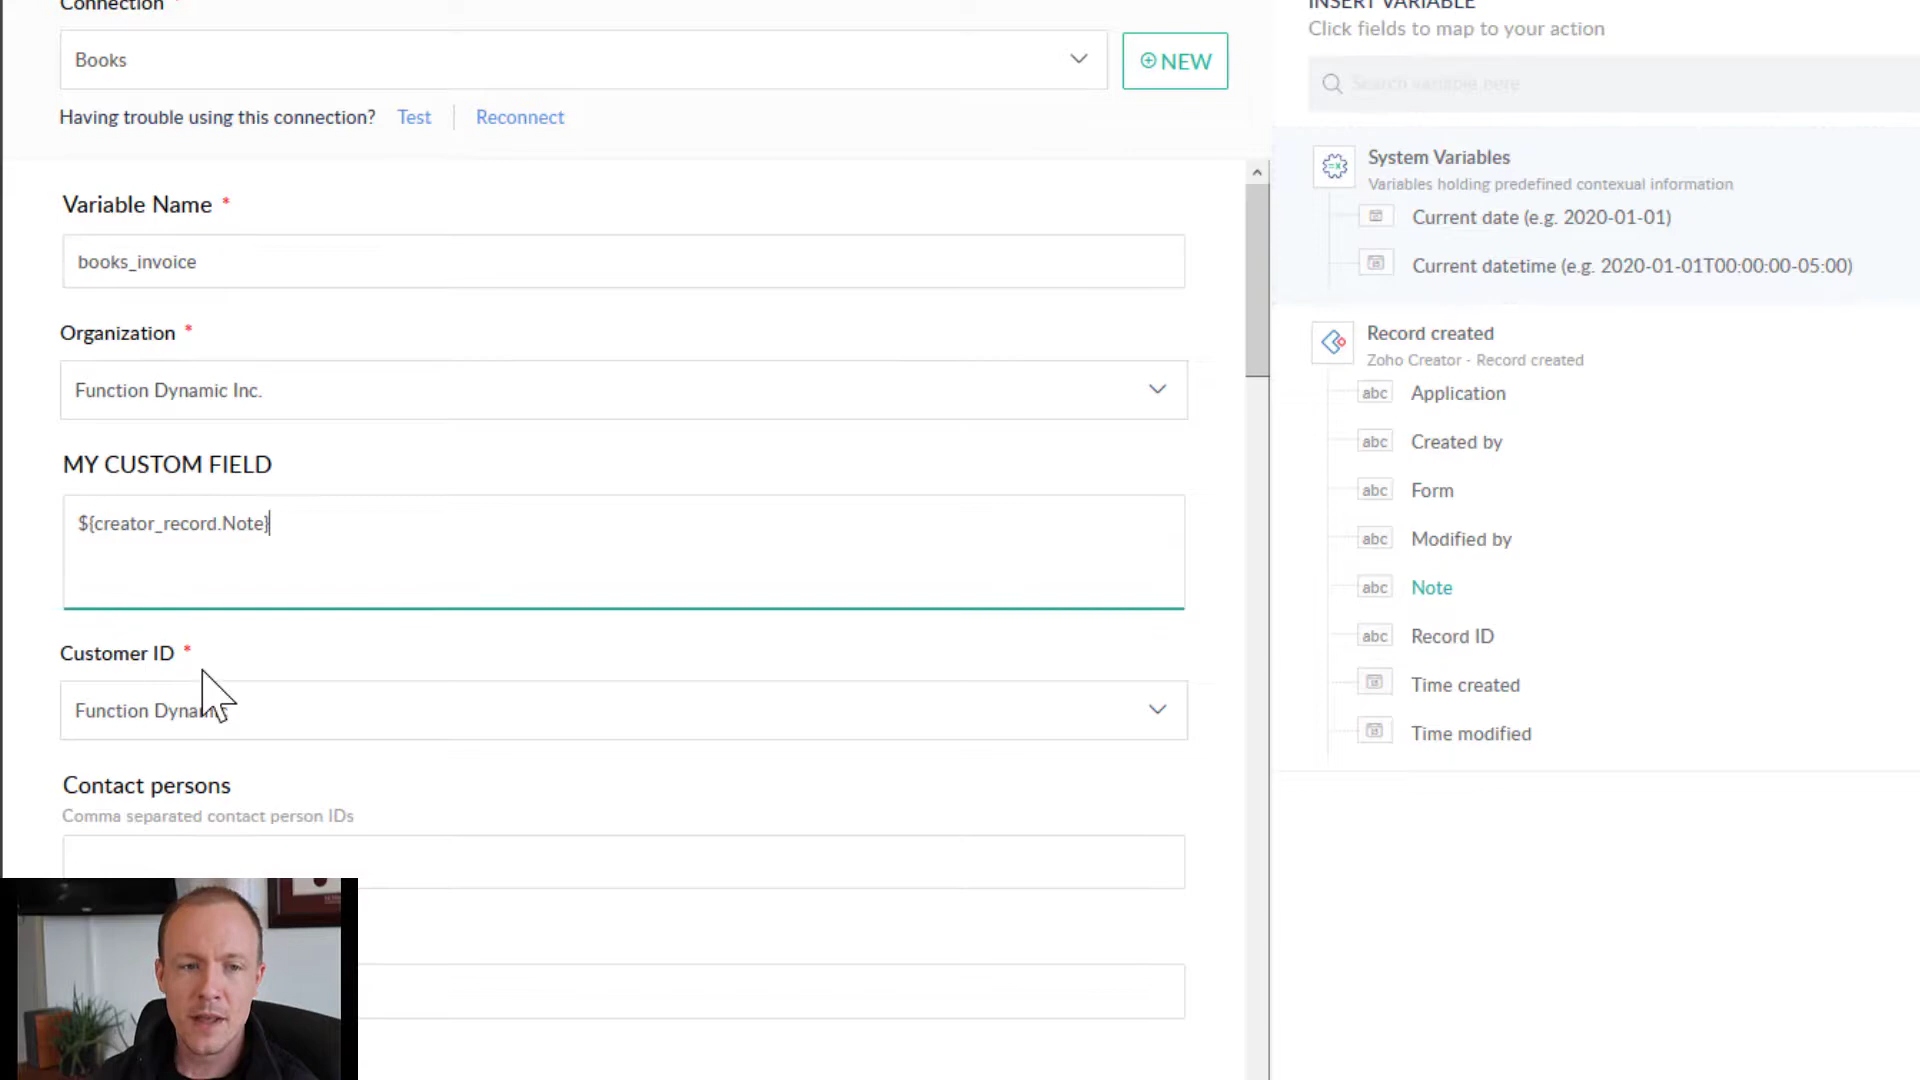 Connection *
Books
NEW
Having trouble using this connection? Test Reconnect
Variable Name *
books_invoice
Organization *
Function Dynamic Inc.
MY CUSTOM FIELD
${creator_record.Note}
Customer ID *
Function Dynamic
Contact persons
Comma separated contact person IDs
INSERT VARIABLE
Click fields to map to your action
Search variable here
System Variables
Variables holding predefined contexual information
Current date (e.g. 2020-01-01)
Current datetime (e.g. 2020-01-01T00:00:00-05:00)
Record created
Zoho Creator - Record created
abc Application
abc Created by
abc Form
abc Modified by
abc Note
abc Record ID
Time created
Time modified